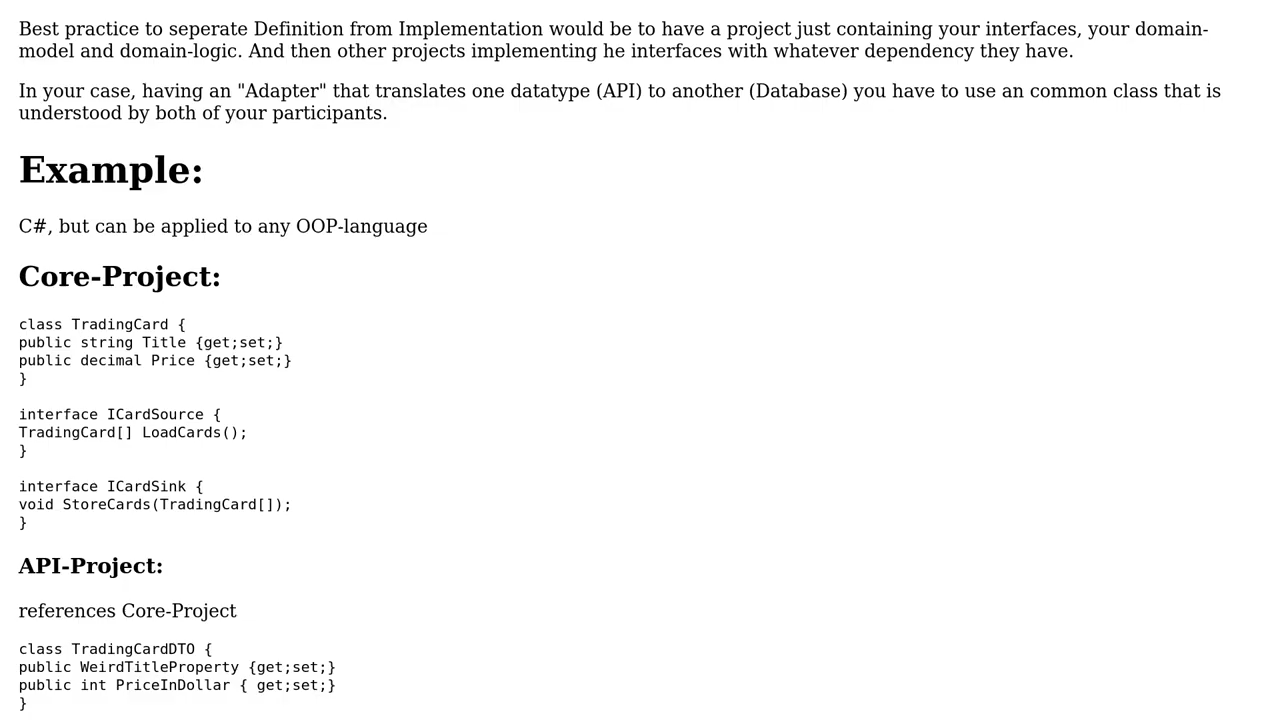 Best practice to seperate Definition from Implementation would be to have a project just containing your interfaces, your domain-
model and domain-logic. And then other projects implementing he interfaces with whatever dependency they have.
In your case, having an "Adapter" that translates one datatype (API) to another (Database) you have to use an common class that is
understood by both of your participants.
Example:
C#, but can be applied to any OOP-language
Core-Project:
class TradingCard {
public string Title {get;set;}
public decimal Price {get;set;}
}
interface ICardSource {
TradingCard[] LoadCards();
}
interface ICardSink {
void StoreCards(TradingCard[]);
}
API-Project:
references Core-Project
class TradingCardDTO {
public WeirdTitleProperty {get;set;}
public int PriceInDollar { get;set;}
}